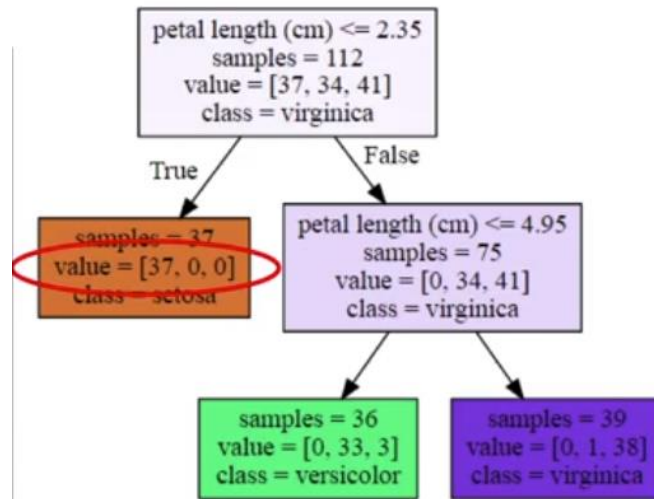 petal length (cm) <= 2.35
samples = 112
value = [37, 34, 41]
class = virginica
True
False
samples = 37
value = [37, 0, 0]
class = setosa
petal length (cm) <= 4.95
samples = 75
value = [0, 34, 41]
class = virginica
samples = 36
value = [0, 33, 3]
class = versicolor
samples = 39
value = [0, 1, 38]
class = virginica